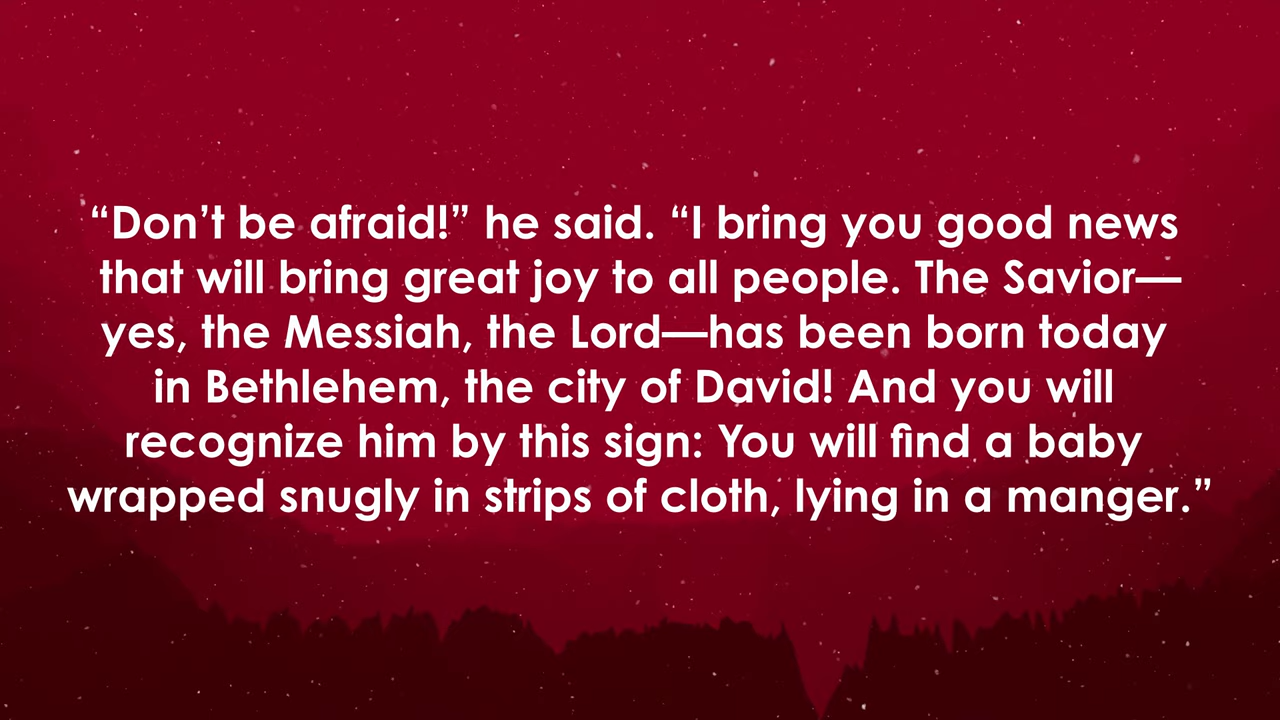 “Don’t be afraid!” he said. “I bring you good news
that will bring great joy to all people. The Savior—
yes, the Messiah, the Lord—has been born today
in Bethlehem, the city of David! And you will
recognize him by this sign: You will find a baby
wrapped snugly in strips of cloth, lying in a manger.”